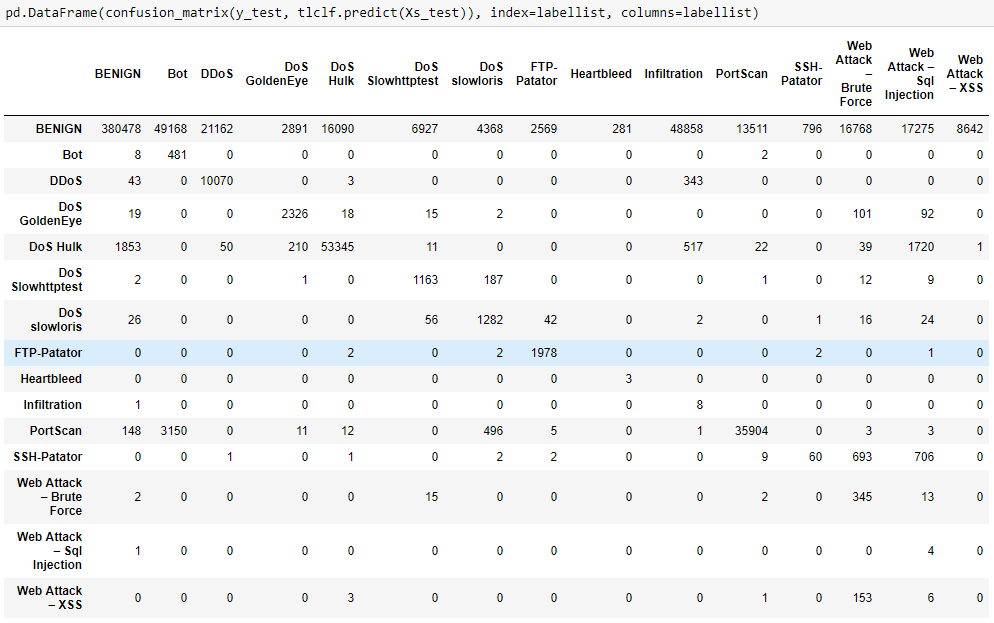 pd.DataFrame(confusion_matrix(y_test, tlclf.predict(Xs_test)), index=labellist, columns=labellist)
BENIGN Bot DDoS DoS GoldenEye DoS Hulk DoS Slowhttptest DoS slowloris FTP-Patator Heartbleed Infiltration PortScan SSH-Patator Web Attack – Brute Force Web Attack – Sql Injection Web Attack – XSS
BENIGN 380478 49168 21162 2891 16090 6927 4368 2569 281 48858 13511 796 16768 17275 8642
Bot 8 481 0 0 0 0 0 0 0 0 2 0 0 0 0
DDoS 43 0 10070 0 3 0 0 0 0 343 0 0 0 0 0
DoS GoldenEye 19 0 0 2326 18 15 2 0 0 0 0 0 101 92 0
DoS Hulk 1853 0 50 210 53345 11 0 0 0 517 22 0 39 1720 1
DoS Slowhttptest 2 0 0 1 0 1163 187 0 0 0 1 0 12 9 0
DoS slowloris 26 0 0 0 0 56 1282 42 0 2 0 1 16 24 0
FTP-Patator 0 0 0 0 2 0 2 1978 0 0 0 2 0 1 0
Heartbleed 0 0 0 0 0 0 0 0 3 0 0 0 0 0 0
Infiltration 1 0 0 0 0 0 0 0 0 8 0 0 0 0 0
PortScan 148 3150 0 11 12 0 496 5 0 1 35904 0 3 3 0
SSH-Patator 0 0 1 0 1 0 2 2 0 0 9 60 693 706 0
Web Attack – Brute Force 2 0 0 0 0 15 0 0 0 0 2 0 345 13 0
Web Attack – Sql Injection 1 0 0 0 0 0 0 0 0 0 0 0 0 4 0
Web Attack – XSS 0 0 0 0 3 0 0 0 0 0 1 0 153 6 0